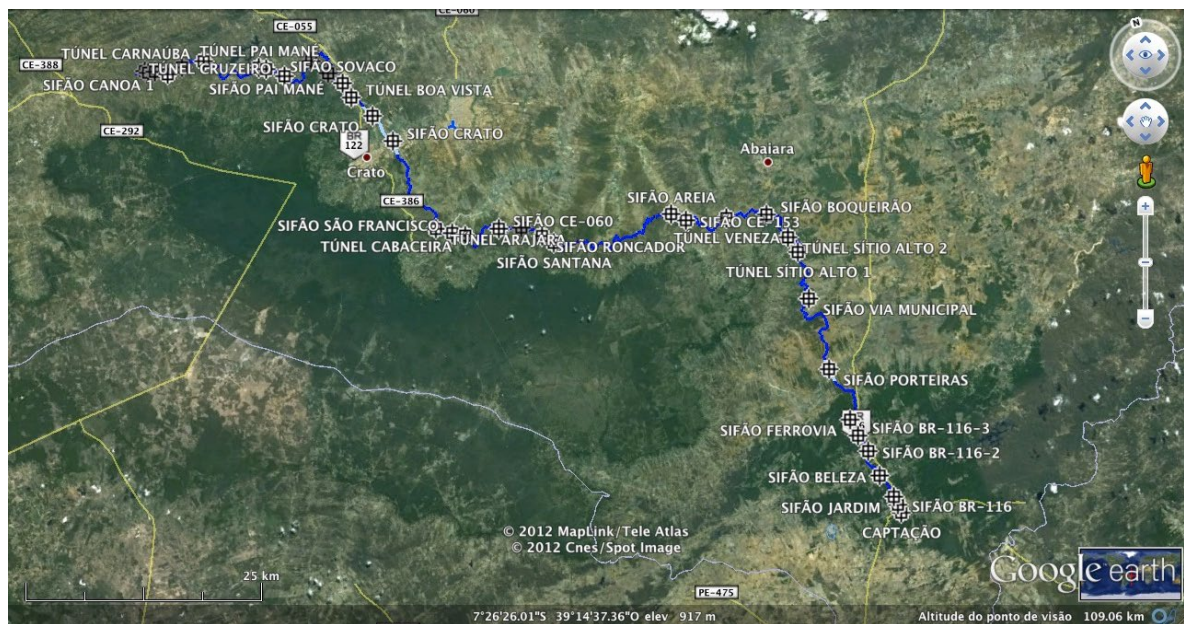 CE-060
CE-055
TÚNEL CARNAÚBA
TÚNEL PAI MANÉ
CE-388
TÚNEL CRUZEIRO
SIFÃO SOVACO
SIFÃO CANOA 1
SIFÃO PAI MANÉ
TÚNEL BOA VISTA
CE-292
SIFÃO CRATO
SIFÃO CRATO
BR
122
Crato
Abaiara
CE-386
SIFÃO AREIA
SIFÃO BOQUEIRÃO
SIFÃO SÃO FRANCISCO
SIFÃO CE-060
SIFÃO CE-153
TÚNEL CABACEIRA
TÚNEL ARAJARA
SIFÃO RONCADOR
TÚNEL VENEZA
TÚNEL SÍTIO ALTO 2
SIFÃO SANTANA
TÚNEL SÍTIO ALTO 1
SIFÃO VIA MUNICIPAL
SIFÃO PORTEIRAS
SIFÃO FERROVIA
SIFÃO BR-116-3
SIFÃO BR-116-2
SIFÃO BELEZA
SIFÃO JARDIM
SIFÃO BR-116
CAPTAÇÃO
© 2012 MapLink/Tele Atlas
© 2012 Cnes/Spot Image
Google earth
25 km
PE-475
7°26'26.01"S 39°14'37.36"O elev 917 m
Altitude do ponto de visão 109.06 km
N